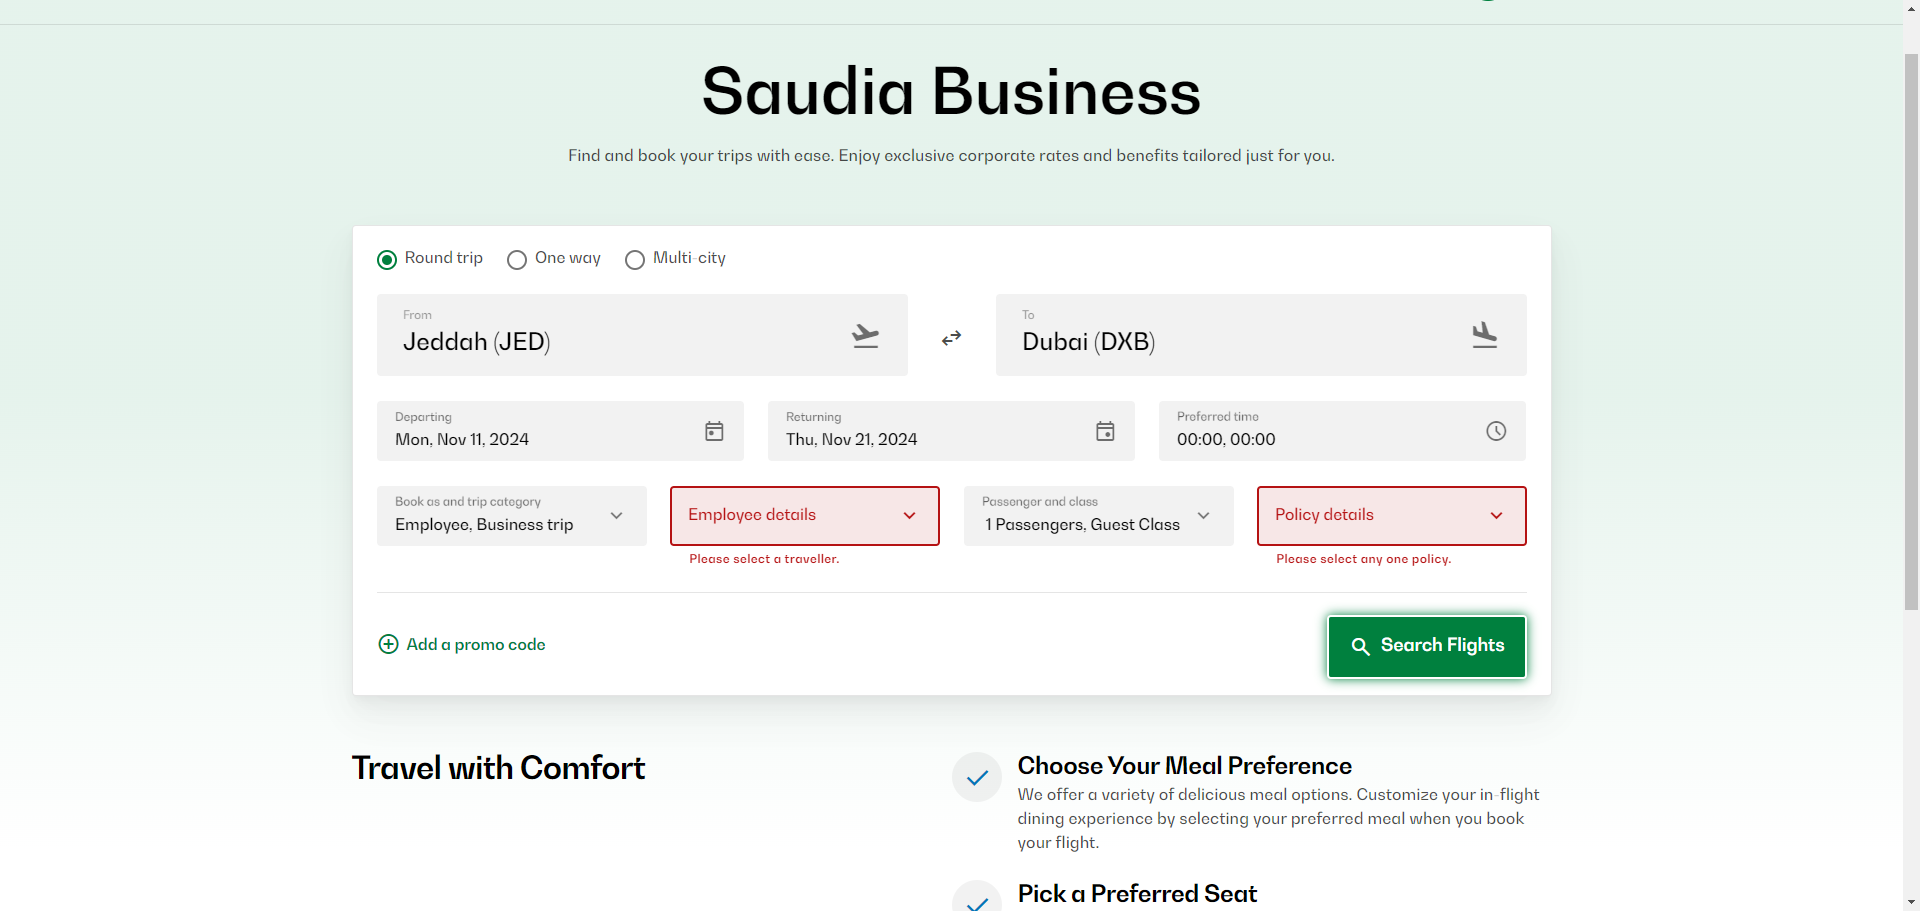 Saudia Business
Find and book your trips with ease. Enjoy exclusive corporate rates and benefits tailored just for you.
Round trip One way Multi-city
From
Jeddah (JED)
To
Dubai (DXB)
Departing
Mon, Nov 11, 2024
Returning
Thu, Nov 21, 2024
Preferred time
00:00, 00:00
Book as and trip category
Employee, Business trip
Employee details
Please select a traveller.
Passenger and class
1 Passengers, Guest Class
Policy details
Please select any one policy.
Add a promo code
Search Flights
Travel with Comfort
Choose Your Meal Preference
We offer a variety of delicious meal options. Customize your in-flight
dining experience by selecting your preferred meal when you book
your flight.
Pick a Preferred Seat